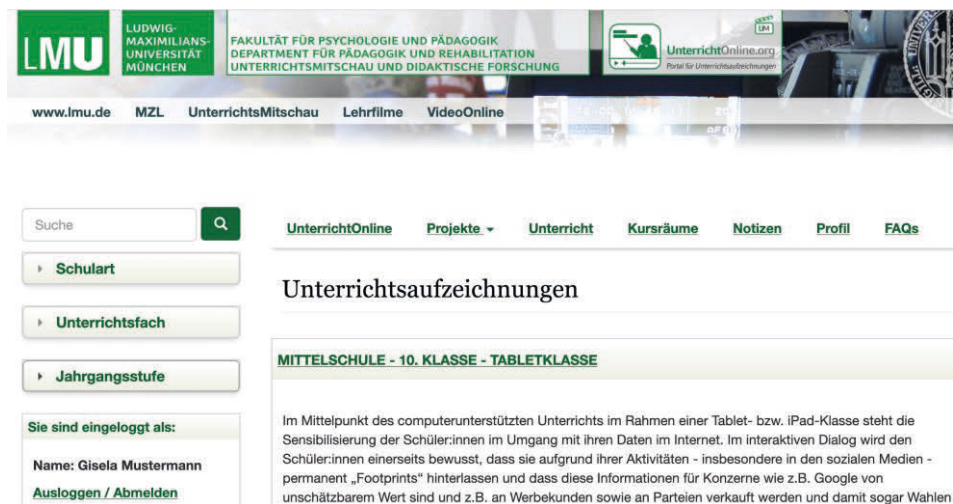 LMU
LUDWIG-
MAXIMILIANS-
UNIVERSITÄT
MÜNCHEN
FAKULTÄT FÜR PSYCHOLOGIE UND PÄDAGOGIK
DEPARTMENT FÜR PÄDAGOGIK UND REHABILITATION
UNTERRICHTSMITSCHAU UND DIDAKTISCHE FORSCHUNG
UM
UnterrichtOnline.org
Portal für Unterrichtsaufzeichnungen
www.lmu.de MZL UnterrichtsMitschau Lehrfilme VideoOnline
Suche
UnterrichtOnline Projekte Unterricht Kursräume Notizen Profil FAQs
Schulart
Unterrichtsaufzeichnungen
Unterrichtsfach
MITTELSCHULE - 10. KLASSE - TABLETKLASSE
Jahrgangsstufe
Sie sind eingeloggt als:
Name: Gisela Mustermann
Ausloggen / Abmelden
Im Mittelpunkt des computerunterstützten Unterrichts im Rahmen einer Tablet- bzw. iPad-Klasse steht die
Sensibilisierung der Schüler:innen im Umgang mit ihren Daten im Internet. Im interaktiven Dialog wird den
Schüler:innen einerseits bewusst, dass sie aufgrund ihrer Aktivitäten - insbesondere in den sozialen Medien -
permanent „Footprints“ hinterlassen und dass diese Informationen für Konzerne wie z.B. Google von
unschätzbarem Wert sind und z.B. an Werbekunden sowie an Parteien verkauft werden und damit sogar Wahlen